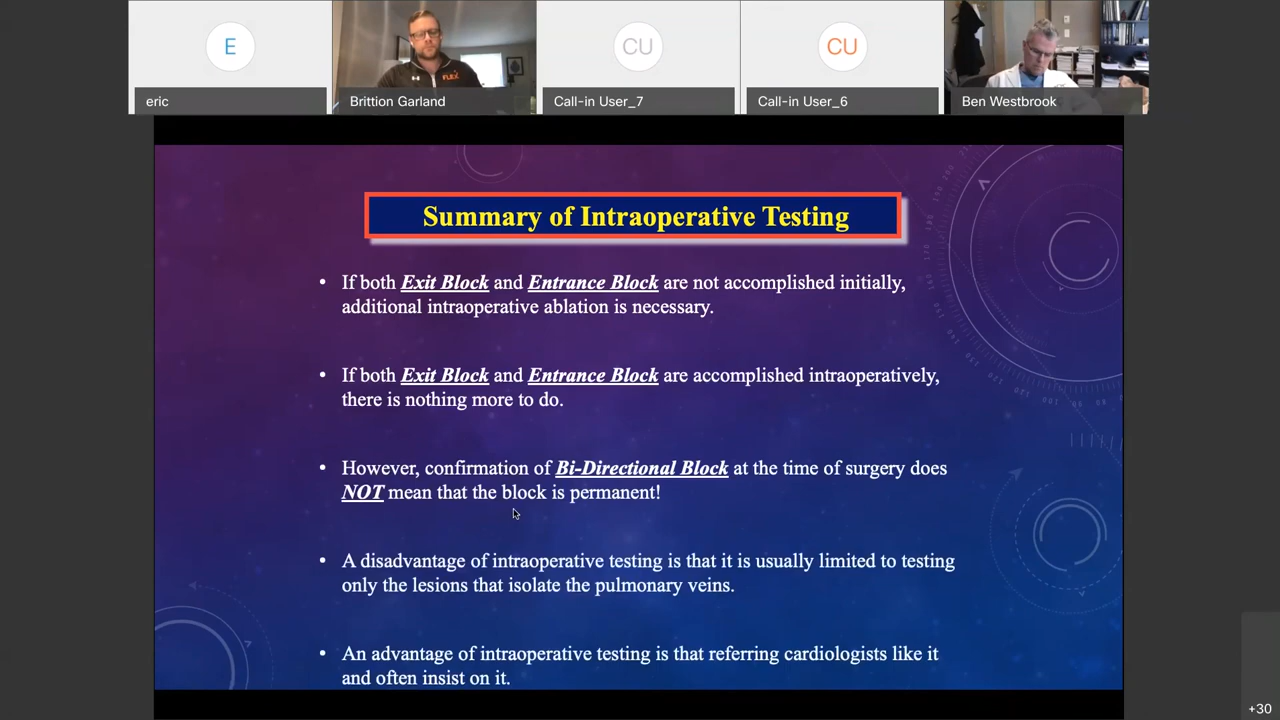 E
CU
CU
FLEX
eric
Brittion Garland
Call-in User_7
Call-in User_6
Ben Westbrook
Summary of Intraoperative Testing
• If both Exit Block and Entrance Block are not accomplished initially,
additional intraoperative ablation is necessary.
• If both Exit Block and Entrance Block are accomplished intraoperatively,
there is nothing more to do.
• However, confirmation of Bi-Directional Block at the time of surgery does
NOT mean that the block is permanent!
• A disadvantage of intraoperative testing is that it is usually limited to testing
only the lesions that isolate the pulmonary veins.
• An advantage of intraoperative testing is that referring cardiologists like it
and often insist on it.
+30